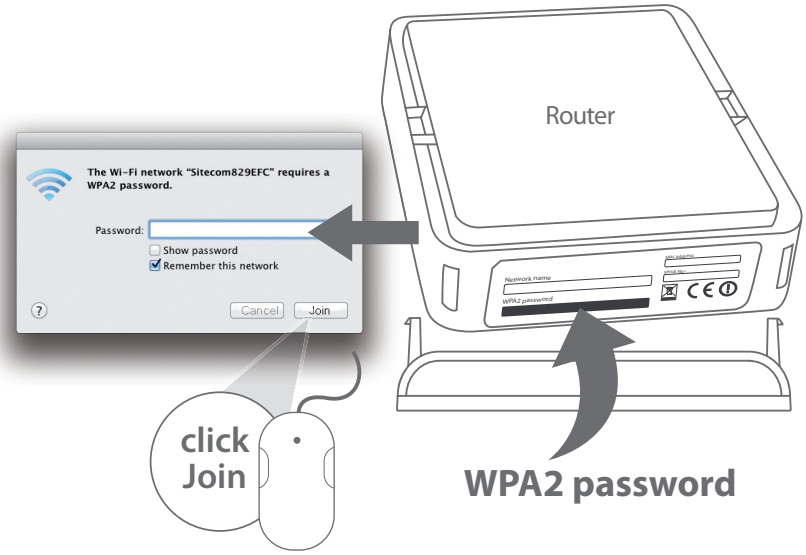 Router
The Wi-Fi network "Sitecom829EFC" requires a
WPA2 password.
Password:
Show password
Remember this network
?
Cancel
Join
Network name
WPA2 password
CE
click
Join
WPA2 password